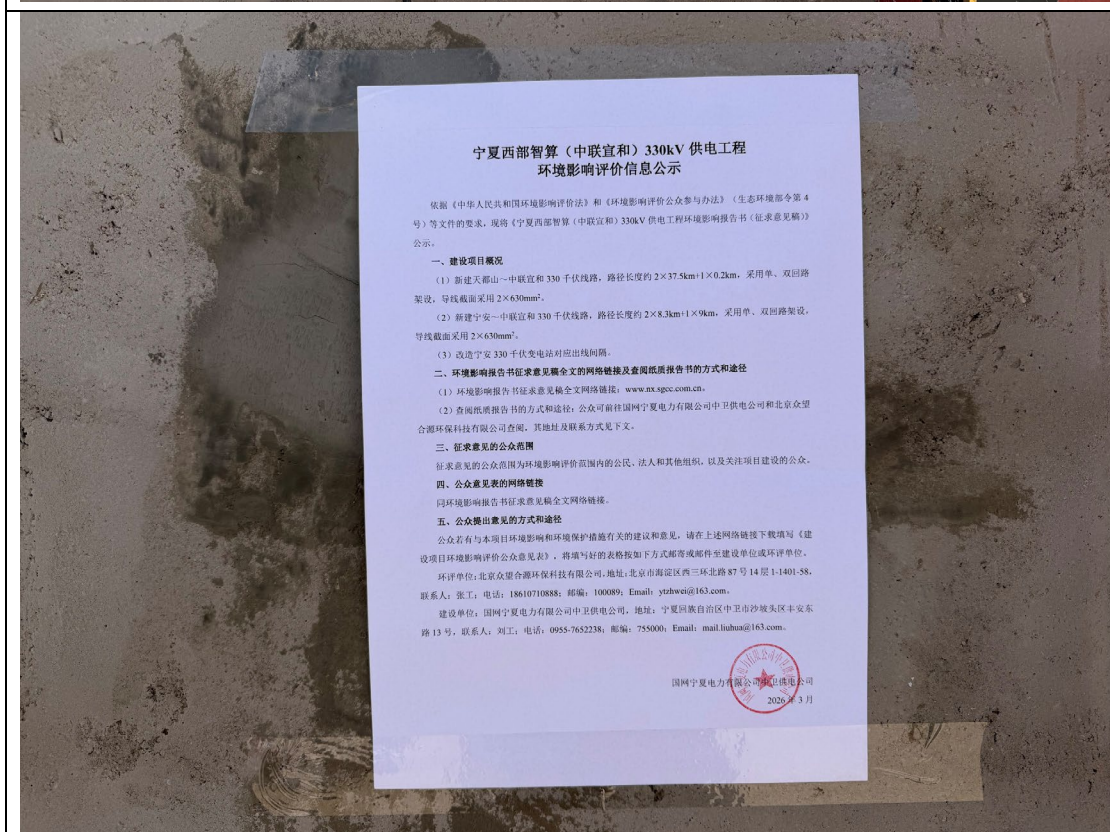 宁夏西部智算（中联宣和）330kV 供电工程
环境影响评价信息公示
依据《中华人民共和国环境影响评价法》和《环境影响评价公众参与办法》（生态环境部令第 4
号）等文件的要求，现将《宁夏西部智算（中联宣和）330kV 供电工程环境影响报告书（征求意见稿）》
公示。
一、建设项目概况
（1）新建天都山～中联宣和 330 千伏线路，路径长度约 2×37.5km+1×0.2km，采用单、双回路
架设，导线截面采用 2×630mm²。
（2）新建宁安～中联宣和 330 千伏线路，路径长度约 2×8.3km+1×9km，采用单、双回路架设，
导线截面采用 2×630mm²。
（3）改造宁安 330 千伏变电站对应出线间隔。
二、环境影响报告书征求意见稿全文的网络链接及查阅纸质报告书的方式和途径
（1）环境影响报告书征求意见稿全文网络链接：www.nx.sgcc.com.cn。
（2）查阅纸质报告书的方式和途径：公众可前往国网宁夏电力有限公司中卫供电公司和北京众望
合源环保科技有限公司查阅，其地址及联系方式见下文。
三、征求意见的公众范围
征求意见的公众范围为环境影响评价范围内的公民、法人和其他组织，以及关注项目建设的公众。
四、公众意见表的网络链接
同环境影响报告书征求意见稿全文网络链接。
五、公众提出意见的方式和途径
公众若有与本项目环境影响和环境保护措施有关的建议和意见，请在上述网络链接下载填写《建
设项目环境影响评价公众意见表》，将填写好的表格按如下方式邮寄或邮件至建设单位或环评单位。
环评单位：北京众望合源环保科技有限公司，地址：北京市海淀区西三环北路 87 号 14 层 1-1401-58，
联系人：张工；电话：18610710888；邮编：100089；Email：ytzhwei@163.com。
建设单位：国网宁夏电力有限公司中卫供电公司，地址：宁夏回族自治区中卫市沙坡头区丰安东
路 13 号，联系人：刘工；电话：0955-7652238；邮编：755000；Email：mail.liuhua@163.com。
国网宁夏电力有限公司中卫供电公司
2026 年 3 月